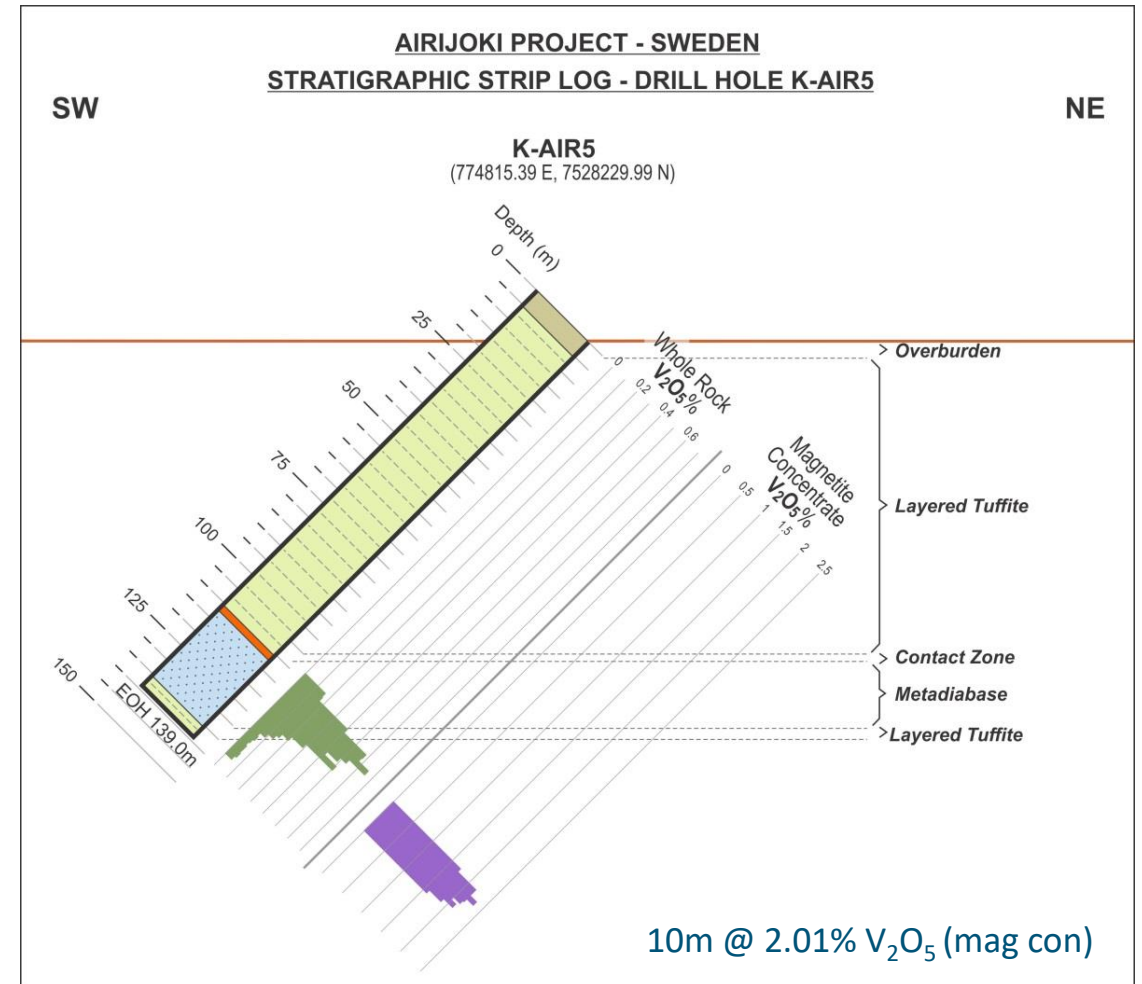 AIRIJOKI PROJECT - SWEDEN
STRATIGRAPHIC STRIP LOG - DRILL HOLE K-AIR5
SW
NE
K-AIR5
(774815.39 E, 7528229.99 N)
Depth (m)
0
25
50
75
100
125
150
EOH 139.0m
Whole Rock
V₂O₅%
0
0.2
0.4
0.6
Magnetite
Concentrate
V₂O₅%
0
0.5
1
1.5
2
2.5
Overburden
Layered Tuffite
Contact Zone
Metadiabase
Layered Tuffite
10m @ 2.01% V₂O₅ (mag con)